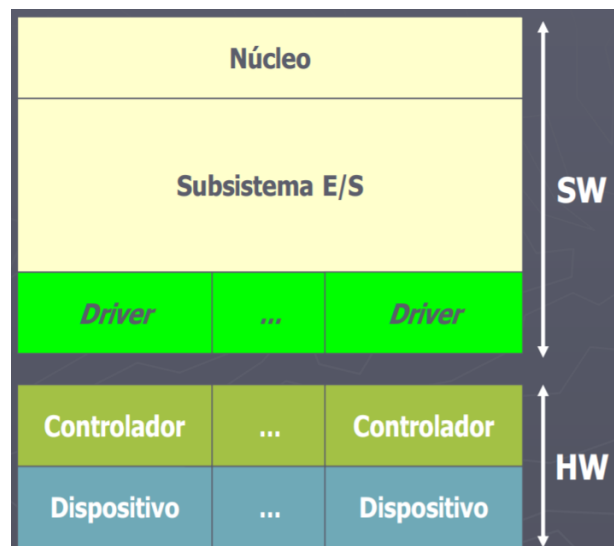 Núcleo
Subsistema E/S
SW
Driver ... Driver
Controlador ... Controlador
HW
Dispositivo ... Dispositivo